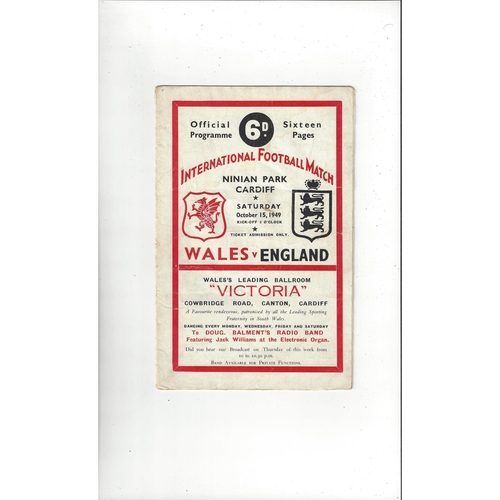 Official Programme
6D.
Sixteen Pages
INTERNATIONAL FOOTBALL MATCH
NINIAN PARK
CARDIFF
SATURDAY
October 15, 1949
KICK-OFF 3 O'CLOCK
TICKET ADMISSION ONLY.
WALES v ENGLAND
WALES'S LEADING BALLROOM
"VICTORIA"
COWBRIDGE ROAD, CANTON, CARDIFF
A Favourite rendezvous, patronised by all the Leading Sporting
Fraternity in South Wales.
DANCING EVERY MONDAY, WEDNESDAY, FRIDAY AND SATURDAY
To DOUG. BALMENT'S RADIO BAND
Featuring Jack Williams at the Electronic Organ.
Did you hear our Broadcast on Thursday of this week from
10 to 10.30 p.m.
BAND AVAILABLE FOR PRIVATE FUNCTIONS.